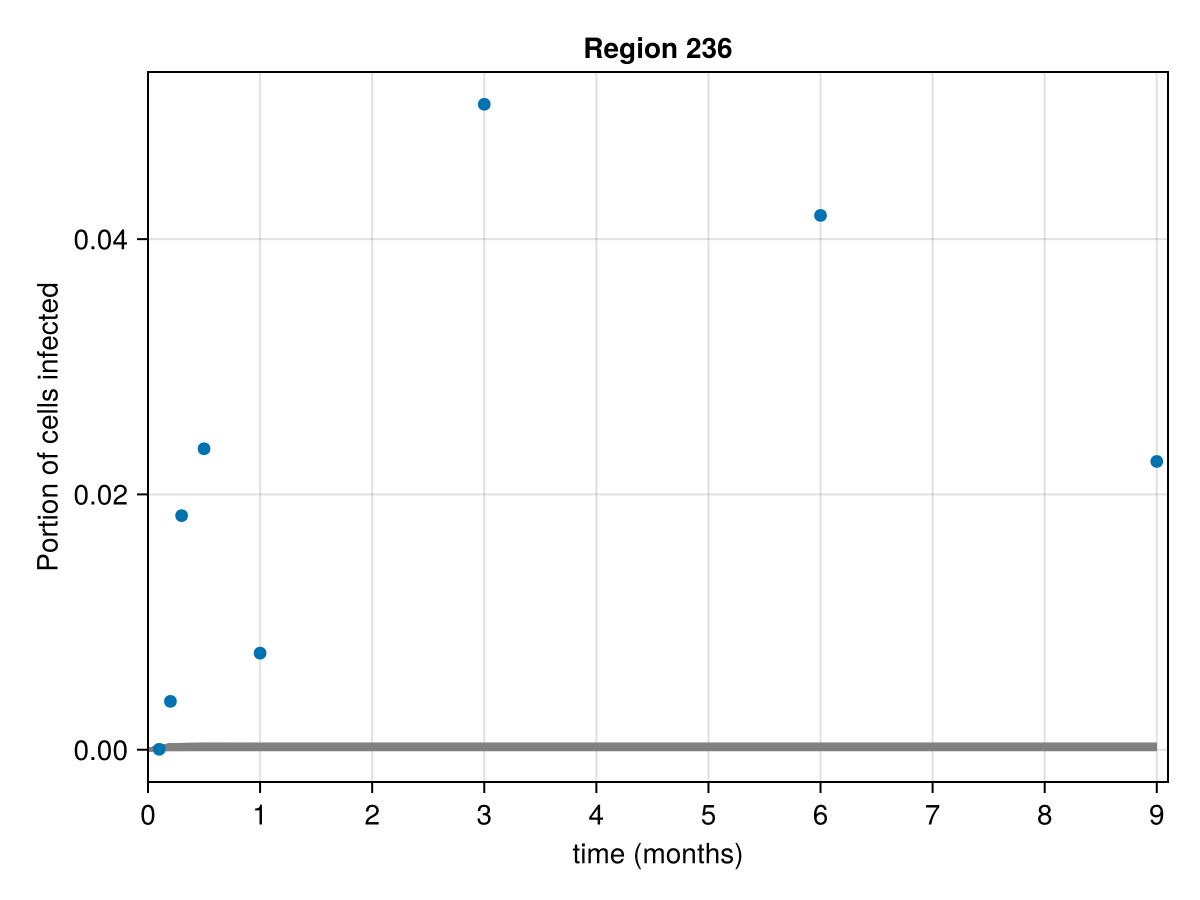 Region 236
Portion of cells infected
0.04
0.02
0.00
0 1 2 3 4 5 6 7 8 9
time (months)